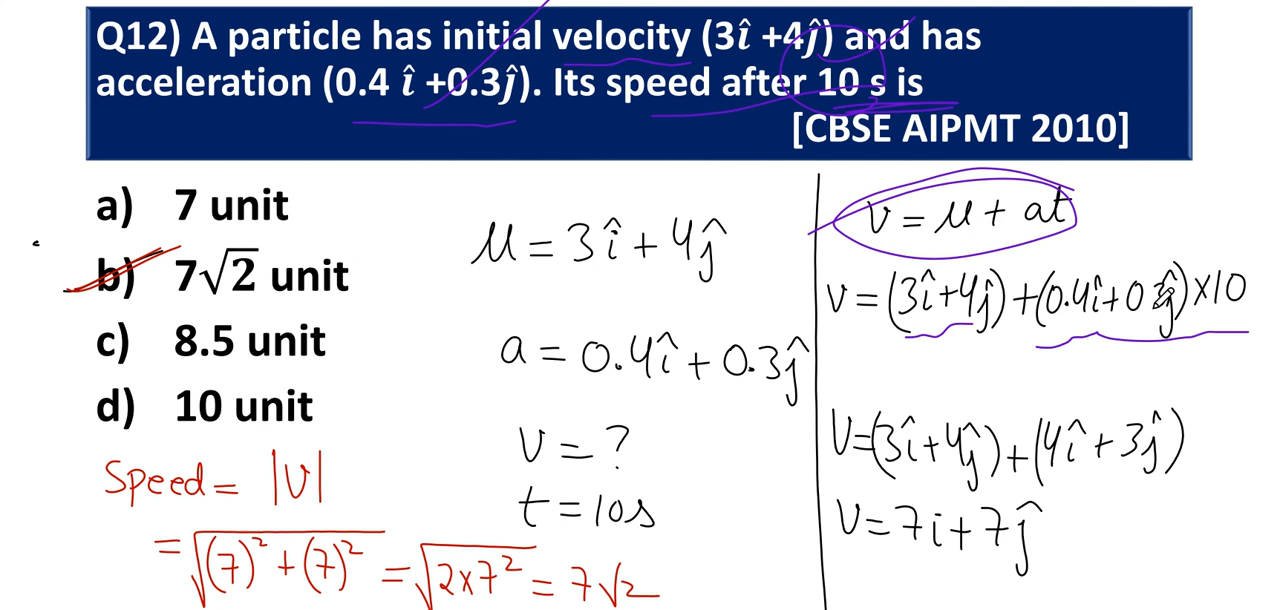 Q12) A particle has initial velocity (3î +4ĵ) and has
acceleration (0.4 î +0.3ĵ). Its speed after 10 s is
[CBSE AIPMT 2010]
a) 7 unit
b) 7√2 unit
c) 8.5 unit
d) 10 unit
Speed = |v|
= √(7)² + (7)² = √2×7² = 7√2
u = 3î + 4ĵ
a = 0.4î + 0.3ĵ
v = ?
t = 10s
v = u + at
v = (3î+4ĵ) + (0.4î+0.3ĵ)×10
v = (3î+4ĵ) + (4î+3ĵ)
v = 7i + 7ĵ